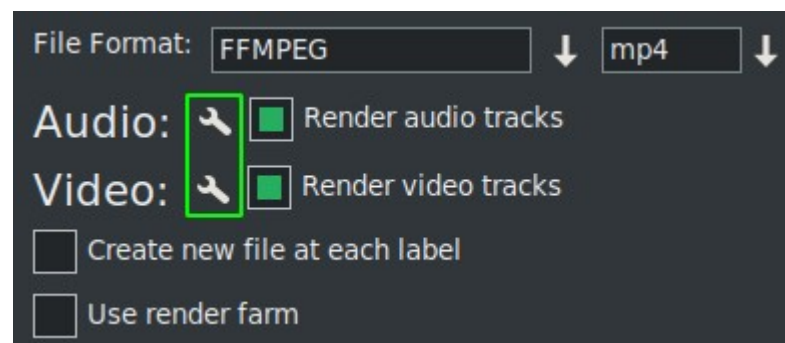 File Format: FFMPEG mp4
Audio: Render audio tracks
Video: Render video tracks
Create new file at each label
Use render farm